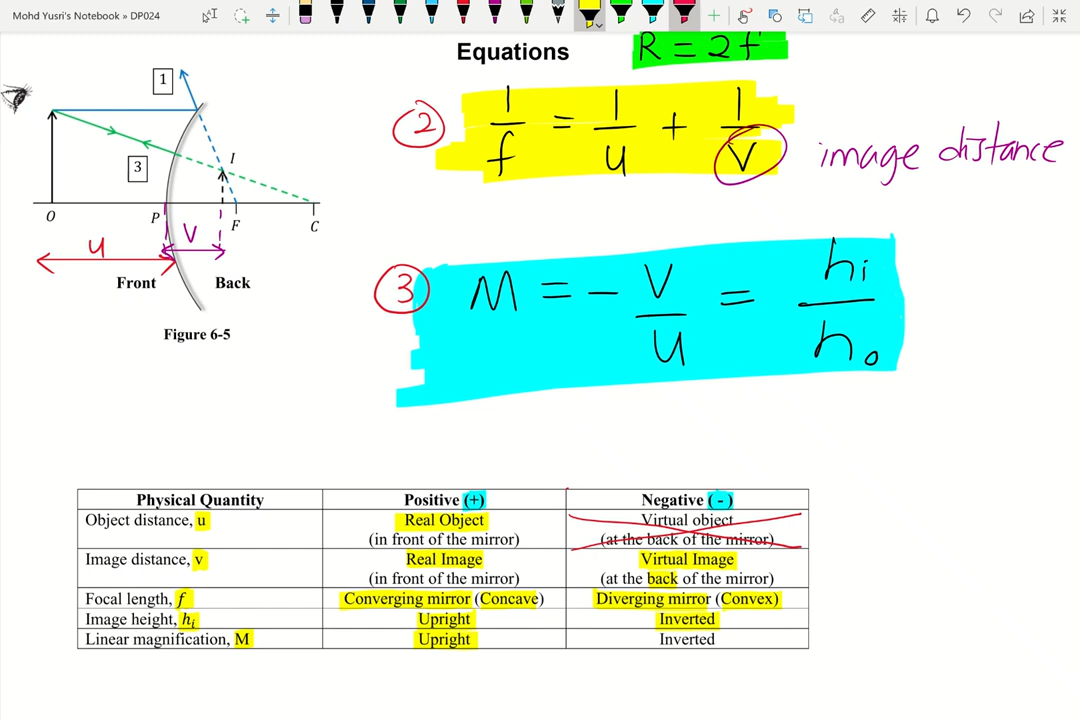 Mohd Yusri's Notebook » DP024
Equations
R = 2f
1
3
I
O
P
F
C
u
v
Front
Back
Figure 6-5
2
1/f = 1/u + 1/v
image distance
3
M = - v/u = hi/ho
Physical Quantity Positive (+) Negative (-)
Object distance, u Real Object Virtual object
(in front of the mirror) (at the back of the mirror)
Image distance, v Real Image Virtual Image
(in front of the mirror) (at the back of the mirror)
Focal length, f Converging mirror (Concave) Diverging mirror (Convex)
Image height, hi Upright Inverted
Linear magnification, M Upright Inverted